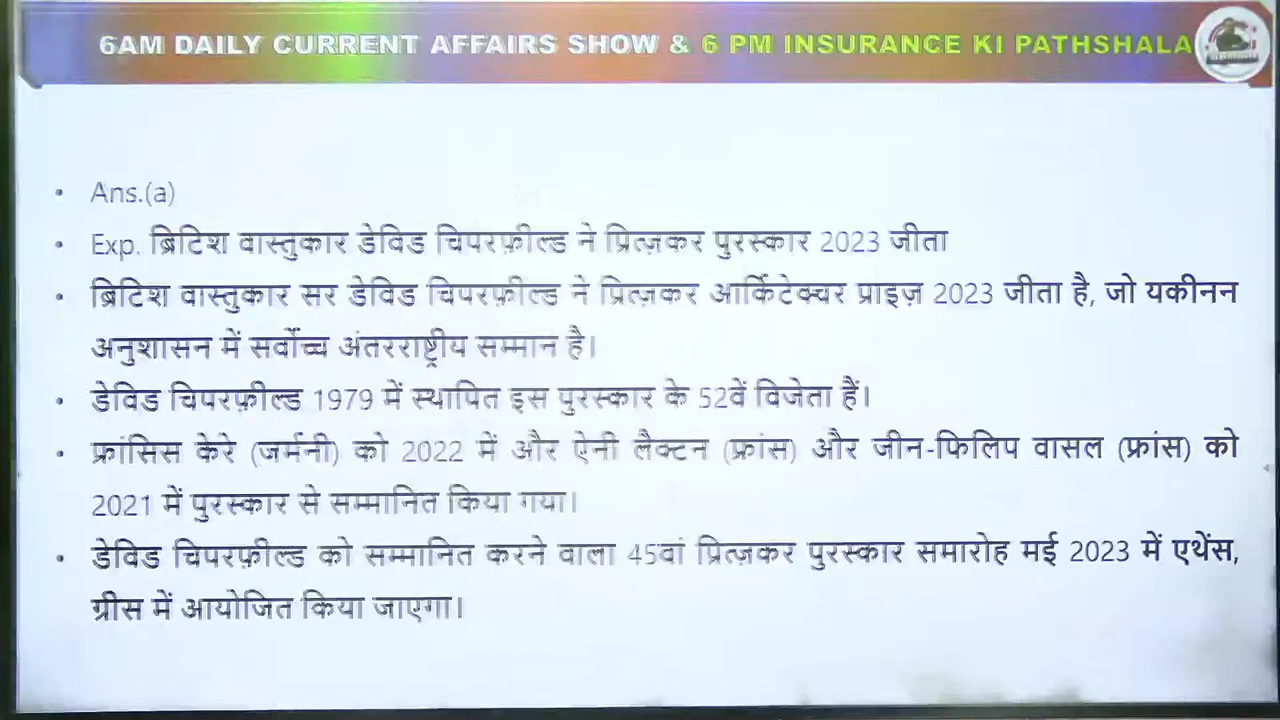 6AM DAILY CURRENT AFFAIRS SHOW & 6 PM INSURANCE KI PATHSHALA
• Ans.(a)
• Exp. ब्रिटिश वास्तुकार डेविड चिपरफ़ील्ड ने प्रित्ज़कर पुरस्कार 2023 जीता
• ब्रिटिश वास्तुकार सर डेविड चिपरफ़ील्ड ने प्रित्ज़कर आर्किटेक्चर प्राइज़ 2023 जीता है, जो यकीनन
अनुशासन में सर्वोच्च अंतरराष्ट्रीय सम्मान है।
• डेविड चिपरफ़ील्ड 1979 में स्थापित इस पुरस्कार के 52वें विजेता हैं।
• फ्रांसिस केरे (जर्मनी) को 2022 में और ऐनी लैक्टन (फ्रांस) और जीन-फिलिप वासल (फ्रांस) को
2021 में पुरस्कार से सम्मानित किया गया।
• डेविड चिपरफ़ील्ड को सम्मानित करने वाला 45वां प्रित्ज़कर पुरस्कार समारोह मई 2023 में एथेंस,
ग्रीस में आयोजित किया जाएगा।